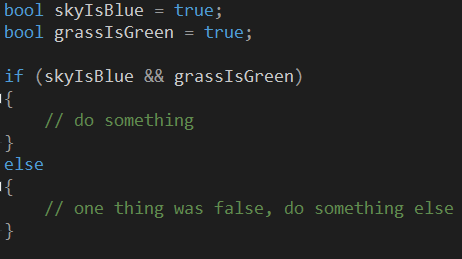 bool skyIsBlue = true;
bool grassIsGreen = true;
if (skyIsBlue && grassIsGreen)
{
// do something
}
else
{
// one thing was false, do something else
}